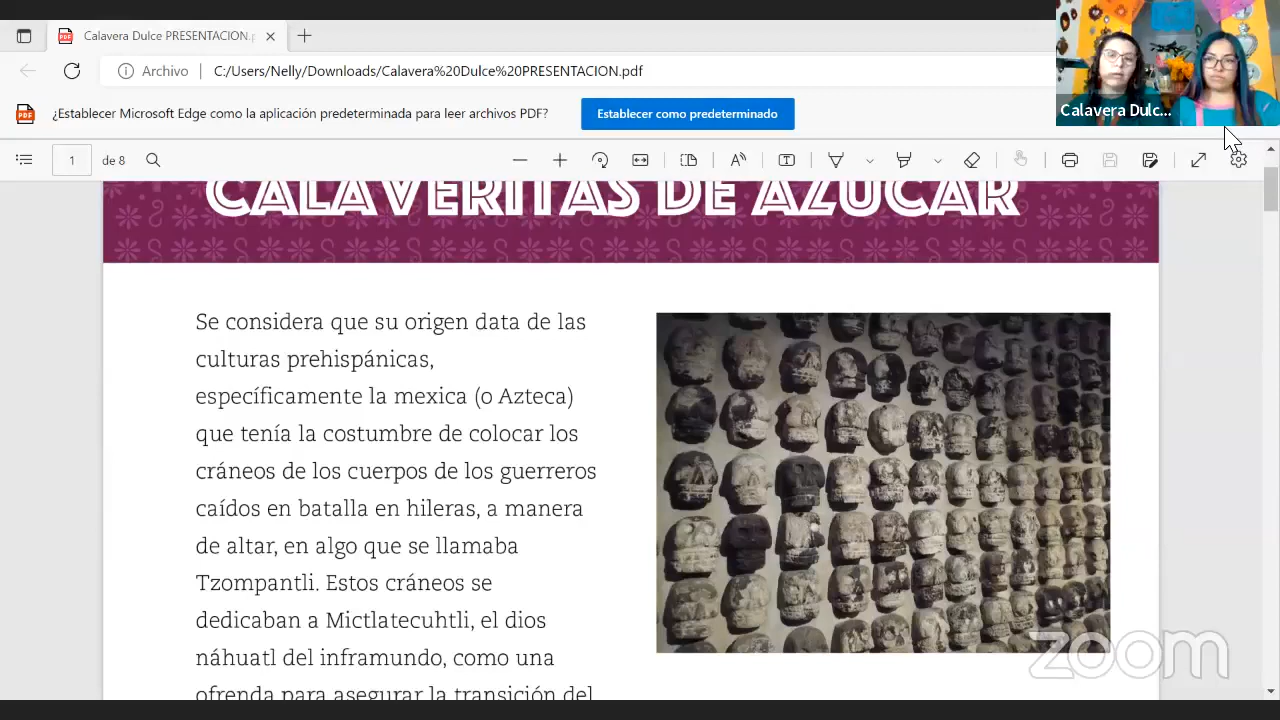 Calavera Dulce PRESENTACION.p
Archivo
C:/Users/Nelly/Downloads/Calavera%20Dulce%20PRESENTACION.pdf
¿Establecer Microsoft Edge como la aplicación predeterminada para leer archivos PDF?
Establecer como predeterminado
Calavera Dulc...
1 de 8
CALAVERITAS DE AZÚCAR
Se considera que su origen data de las
culturas prehispánicas,
específicamente la mexica (o Azteca)
que tenía la costumbre de colocar los
cráneos de los cuerpos de los guerreros
caídos en batalla en hileras, a manera
de altar, en algo que se llamaba
Tzompantli. Estos cráneos se
dedicaban a Mictlatecuhtli, el dios
náhuatl del inframundo, como una
ofrenda para asegurar la transición del
zoom